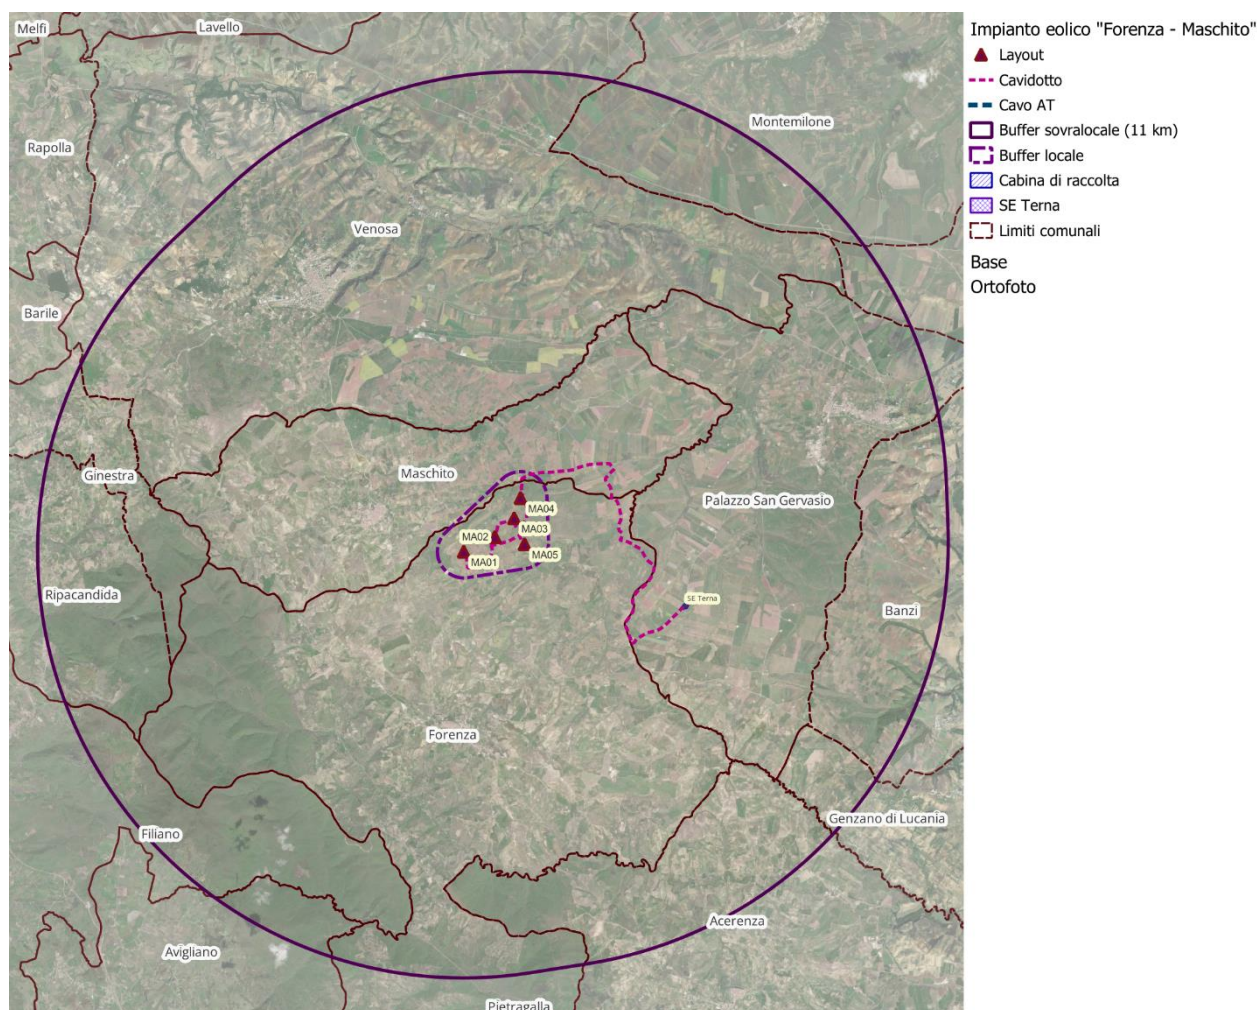 Melfi
Lavello
Rapolla
Montemilone
Venosa
Barile
Ginestra
Maschito
Palazzo San Gervasio
MA04
MA03
MA02
MA05
MA01
SE Terna
Ripacandida
Banzi
Forenza
Filiano
Genzano di Lucania
Acerenza
Avigliano
Pietragalla
Impianto eolico "Forenza - Maschito"
Layout
Cavidotto
Cavo AT
Buffer sovralocale (11 km)
Buffer locale
Cabina di raccolta
SE Terna
Limiti comunali
Base
Ortofoto